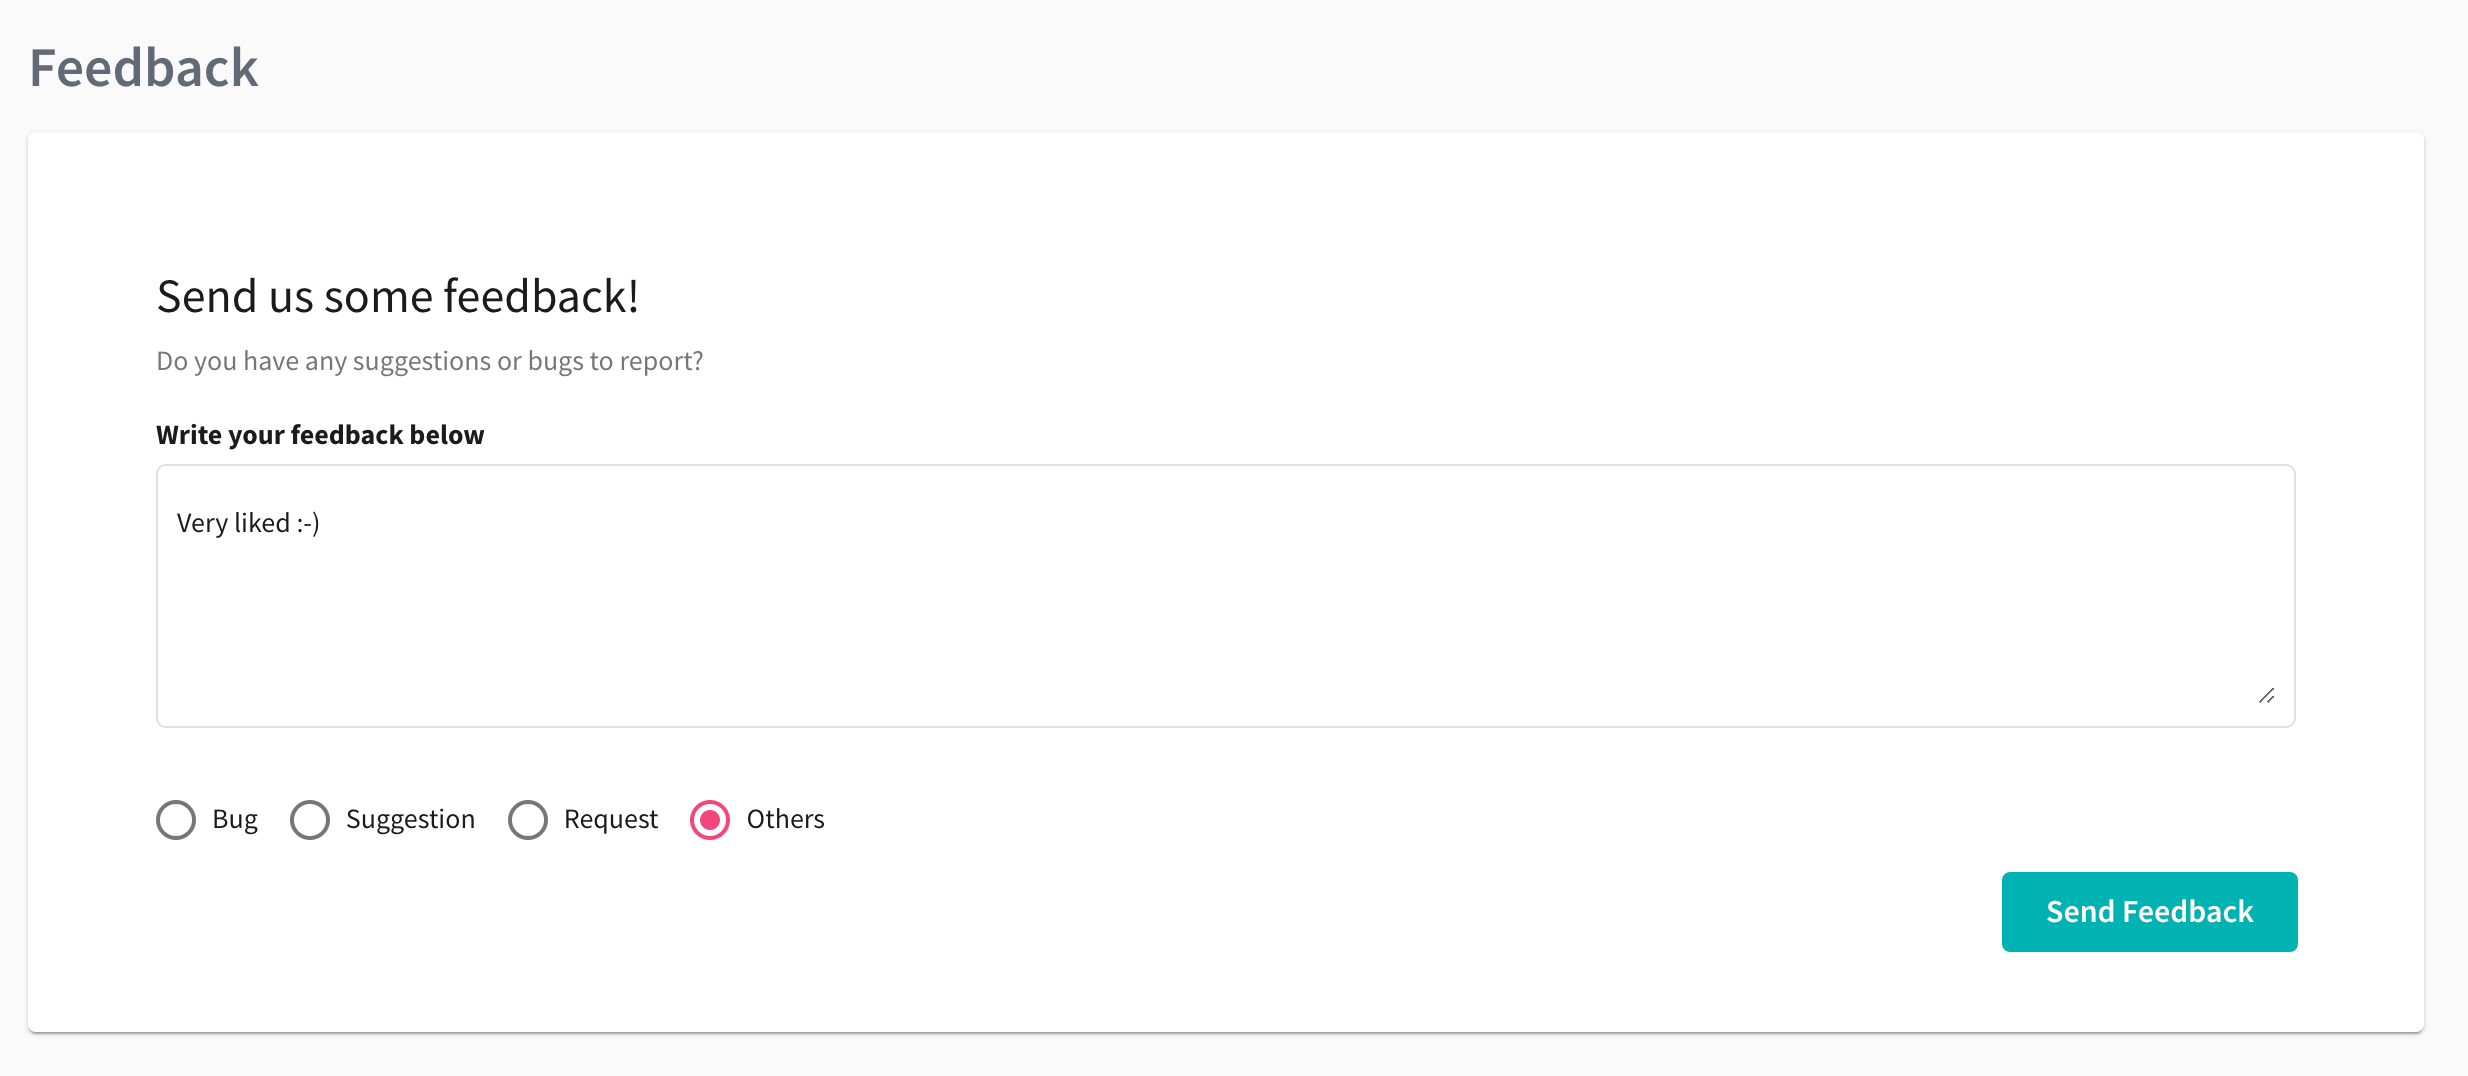 Feedback
Send us some feedback!
Do you have any suggestions or bugs to report?
Write your feedback below
Very liked :-)
Bug Suggestion Request Others
Send Feedback